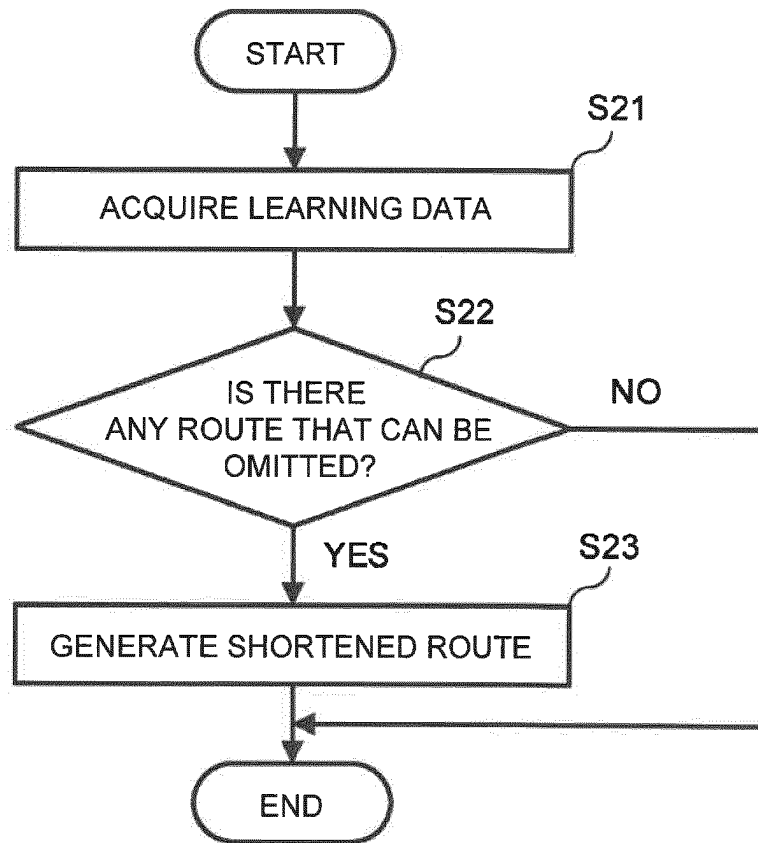 START
S21
ACQUIRE LEARNING DATA
S22
IS THERE
ANY ROUTE THAT CAN BE
OMITTED?
NO
YES
S23
GENERATE SHORTENED ROUTE
END